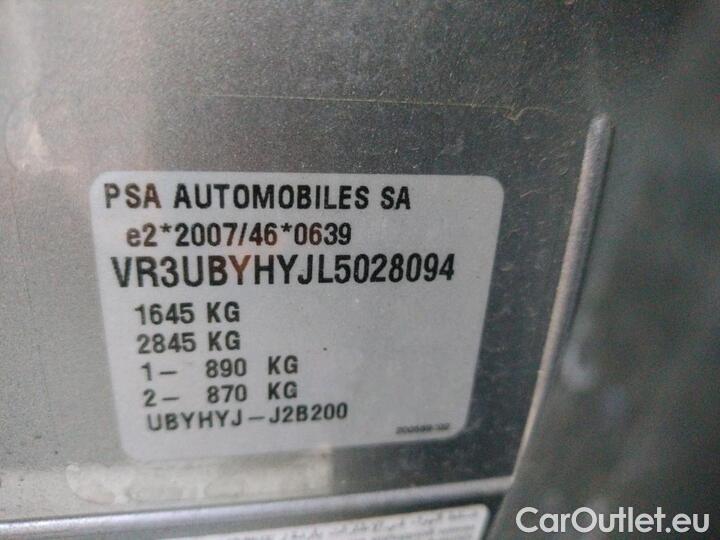 PSA AUTOMOBILES SA
e2*2007/46*0639
VR3UBYHYJL5028094
1645 KG
2845 KG
1- 890 KG
2- 870 KG
UBYHYJ-J2B200
CarOutlet.eu